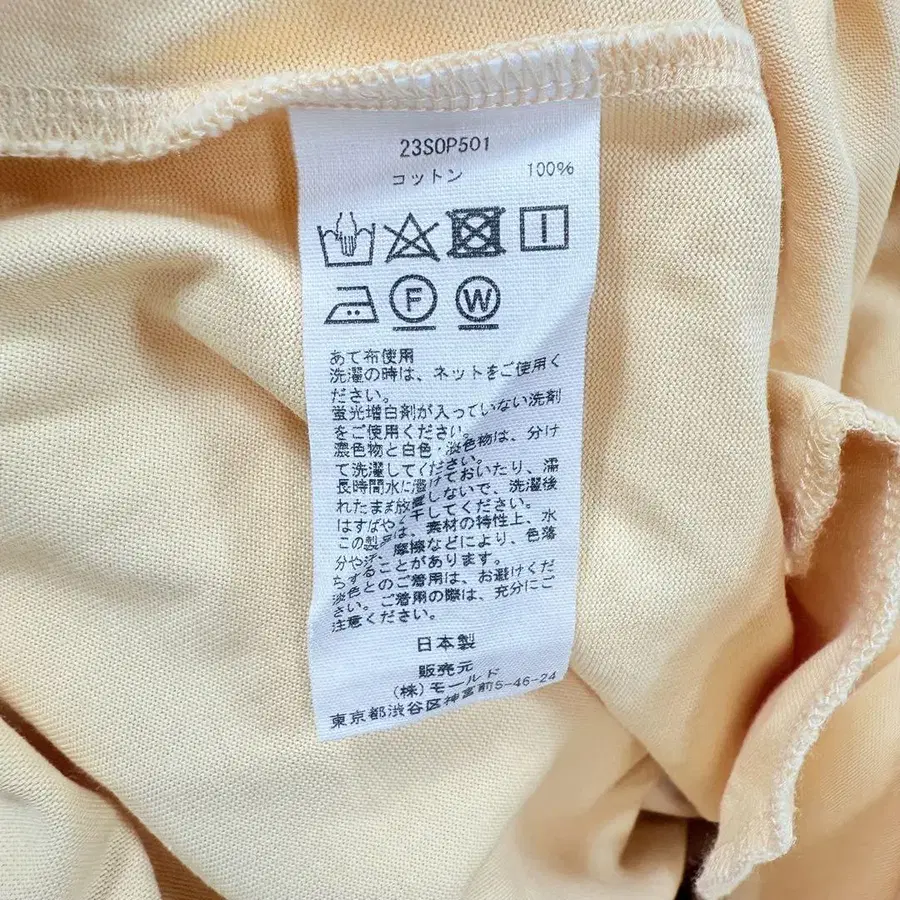 23SOP501
コットン 100%
F W
あて布使用
洗濯の時は、ネットをご使用く
ださい。
蛍光増白剤が入っていない洗剤
をご使用ください。
濃色物と白色・淡色物は、分け
て洗濯してください。
長時間水に漬けておいたり、濡
れたまま放置しないで、洗濯後
はすばやく干してください。
この製品は、素材の特性上、水
分や汗、摩擦などにより、色落
ちすることがあります。
淡色とのご着用は、お避けくだ
さい。ご着用の際は、充分にご
注意ください。
日本製
販売元
(株)モールド
東京都渋谷区神宮前5-46-24